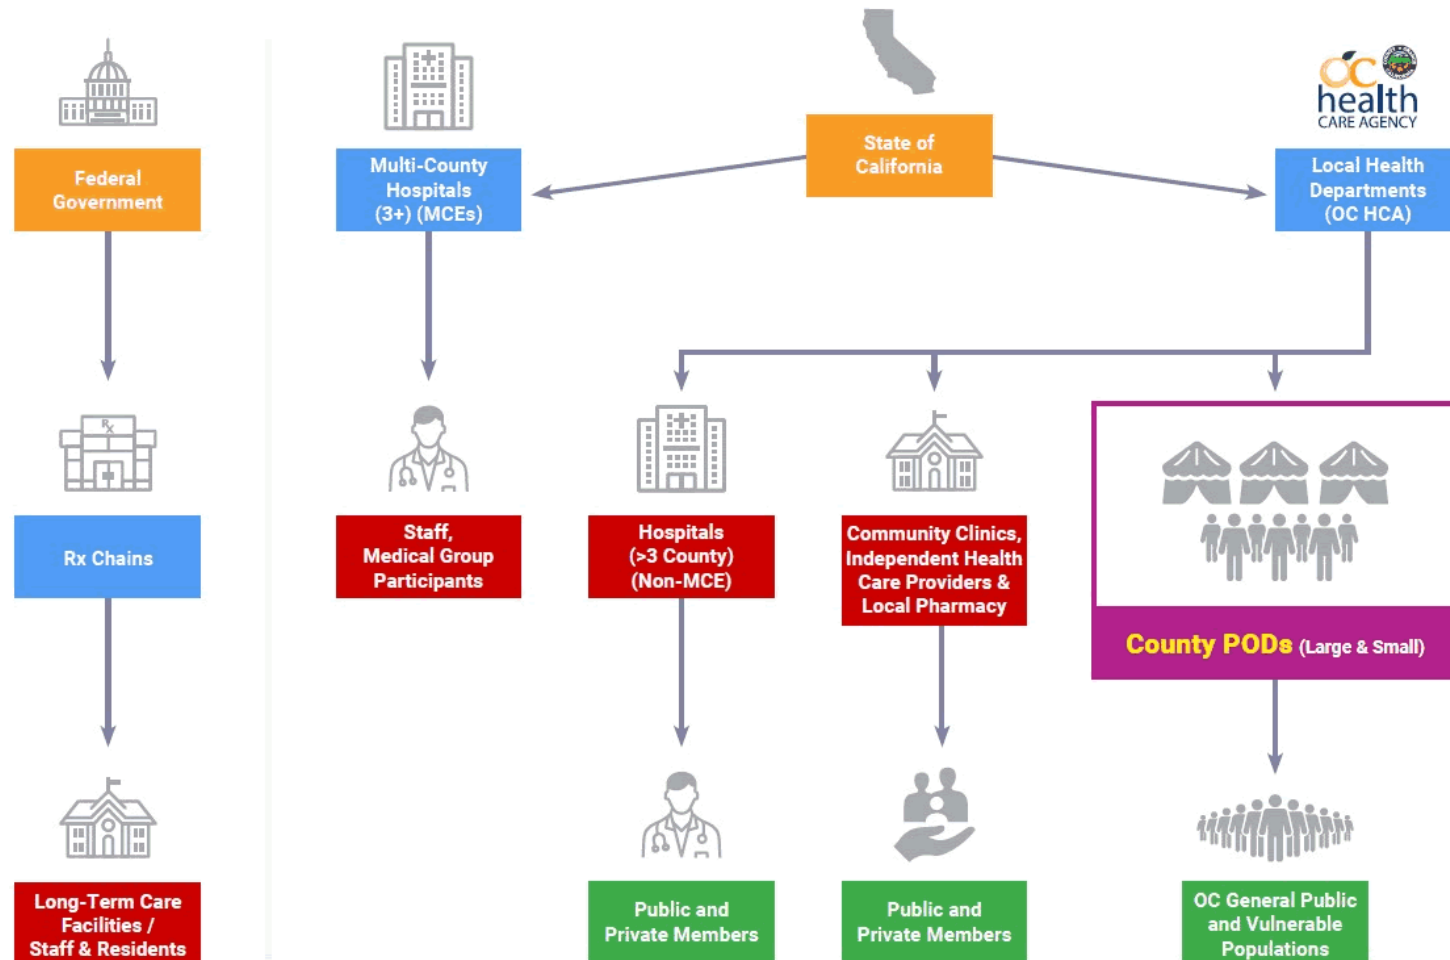 State of
California
OC
health
CARE AGENCY
Federal
Government
Multi-County
Hospitals
(3+) (MCEs)
Local Health
Departments
(OC HCA)
Rx
Rx Chains
Staff,
Medical Group
Participants
Hospitals
(>3 County)
(Non-MCE)
Community Clinics,
Independent Health
Care Providers &
Local Pharmacy
County PODs (Large & Small)
Long-Term Care
Facilities /
Staff & Residents
Public and
Private Members
Public and
Private Members
OC General Public
and Vulnerable
Populations